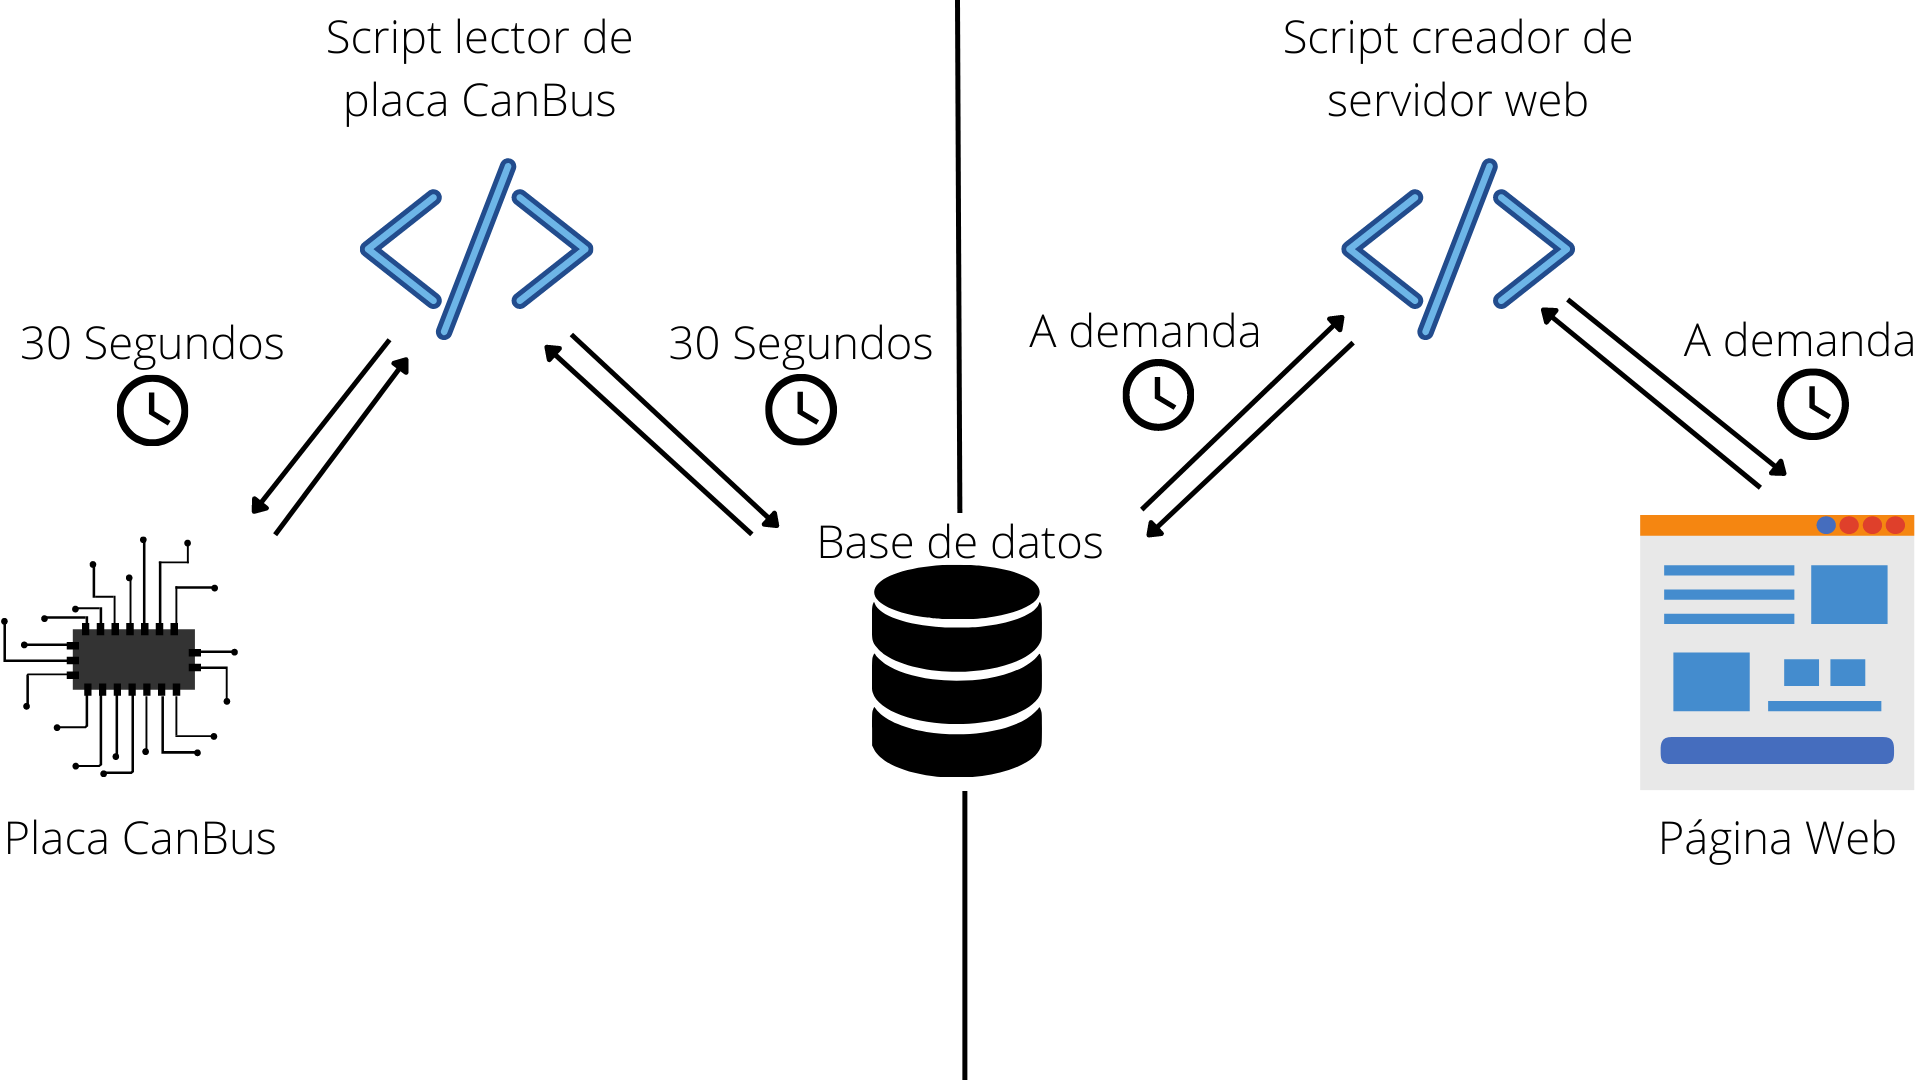 Script lector de
placa CanBus
Script creador de
servidor web
30 Segundos
30 Segundos
A demanda
A demanda
Base de datos
Placa CanBus
Página Web